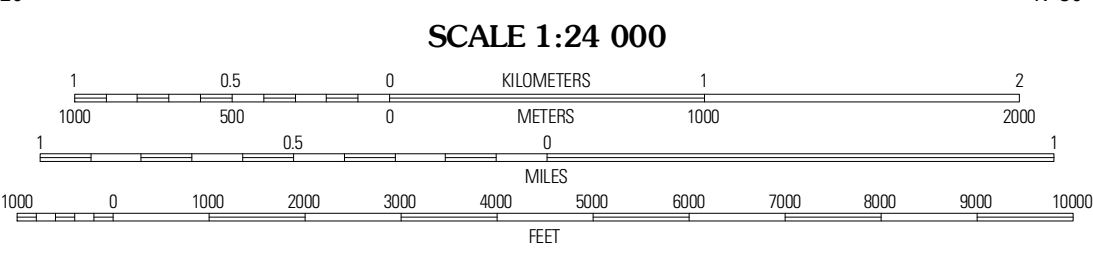 SCALE 1:24 000
1 0.5 0 KILOMETERS 1 2
1000 500 0 METERS 1000 2000
1 0.5 0 1
MILES
1000 0 1000 2000 3000 4000 5000 6000 7000 8000 9000 10000
FEET